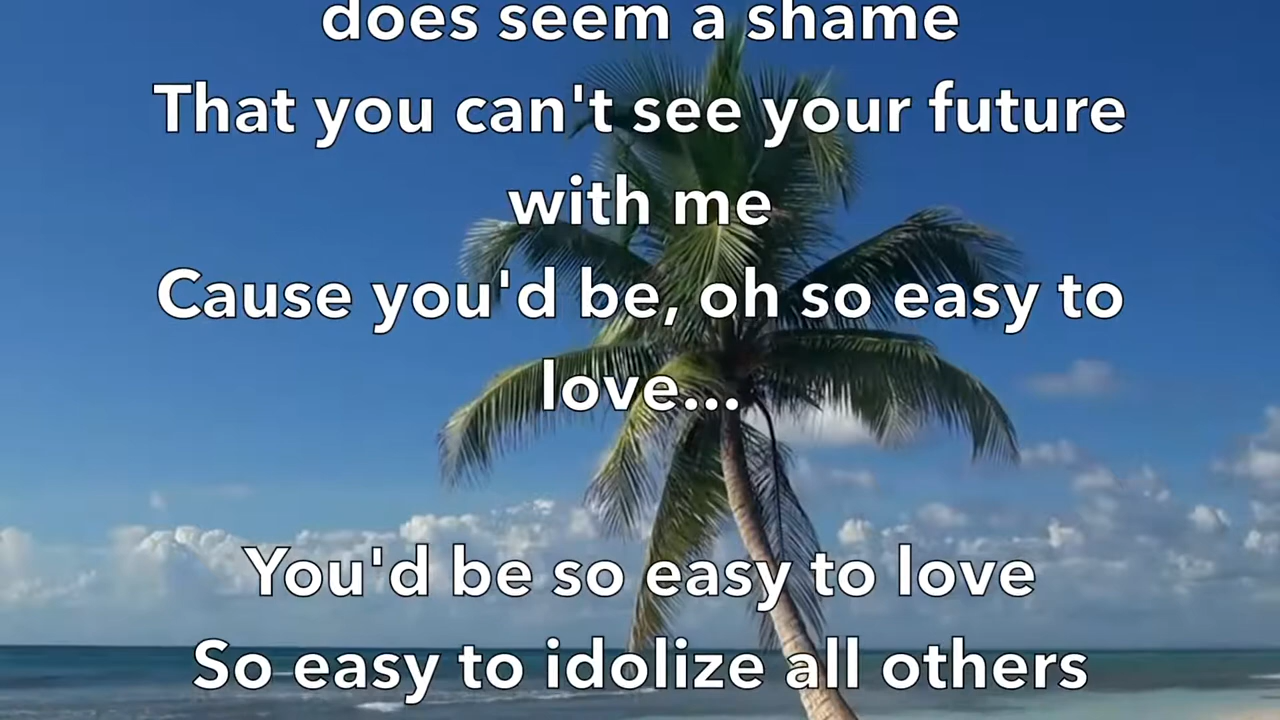 does seem a shame
That you can't see your future
with me
Cause you'd be, oh so easy to
love...
You'd be so easy to love
So easy to idolize all others